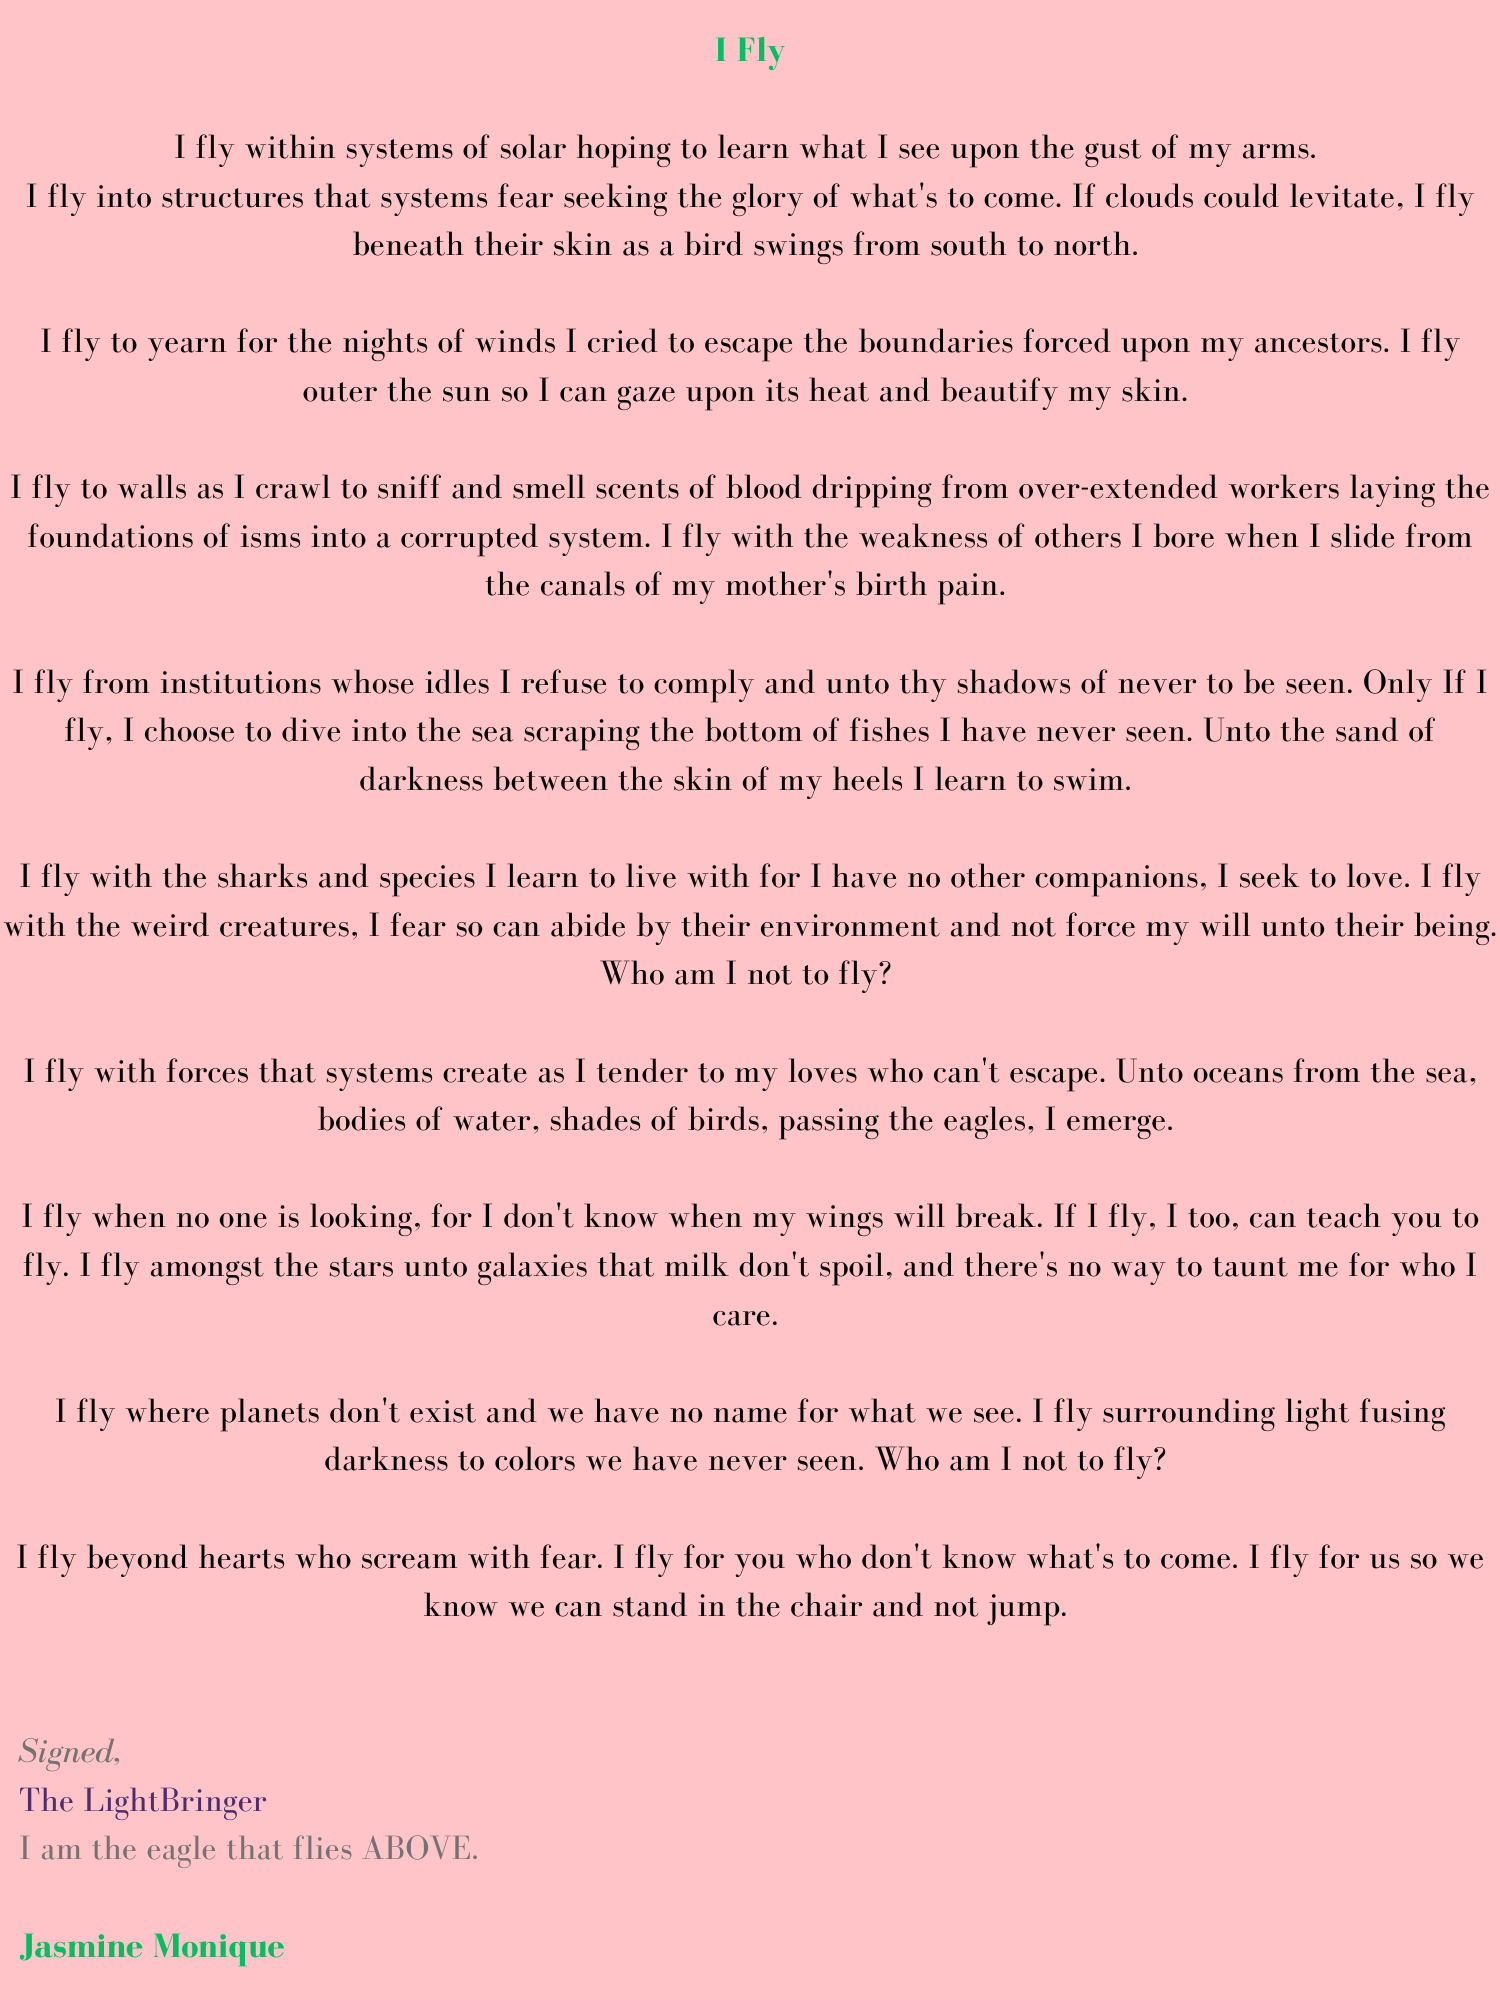 I Fly
I fly within systems of solar hoping to learn what I see upon the gust of my arms.
I fly into structures that systems fear seeking the glory of what's to come. If clouds could levitate, I fly
beneath their skin as a bird swings from south to north.
I fly to yearn for the nights of winds I cried to escape the boundaries forced upon my ancestors. I fly
outer the sun so I can gaze upon its heat and beautify my skin.
I fly to walls as I crawl to sniff and smell scents of blood dripping from over-extended workers laying the
foundations of isms into a corrupted system. I fly with the weakness of others I bore when I slide from
the canals of my mother's birth pain.
I fly from institutions whose idles I refuse to comply and unto thy shadows of never to be seen. Only If I
fly, I choose to dive into the sea scraping the bottom of fishes I have never seen. Unto the sand of
darkness between the skin of my heels I learn to swim.
I fly with the sharks and species I learn to live with for I have no other companions, I seek to love. I fly
with the weird creatures, I fear so can abide by their environment and not force my will unto their being.
Who am I not to fly?
I fly with forces that systems create as I tender to my loves who can't escape. Unto oceans from the sea,
bodies of water, shades of birds, passing the eagles, I emerge.
I fly when no one is looking, for I don't know when my wings will break. If I fly, I too, can teach you to
fly. I fly amongst the stars unto galaxies that milk don't spoil, and there's no way to taunt me for who I
care.
I fly where planets don't exist and we have no name for what we see. I fly surrounding light fusing
darkness to colors we have never seen. Who am I not to fly?
I fly beyond hearts who scream with fear. I fly for you who don't know what's to come. I fly for us so we
know we can stand in the chair and not jump.
Signed,
The LightBringer
I am the eagle that flies ABOVE.
Jasmine Monique